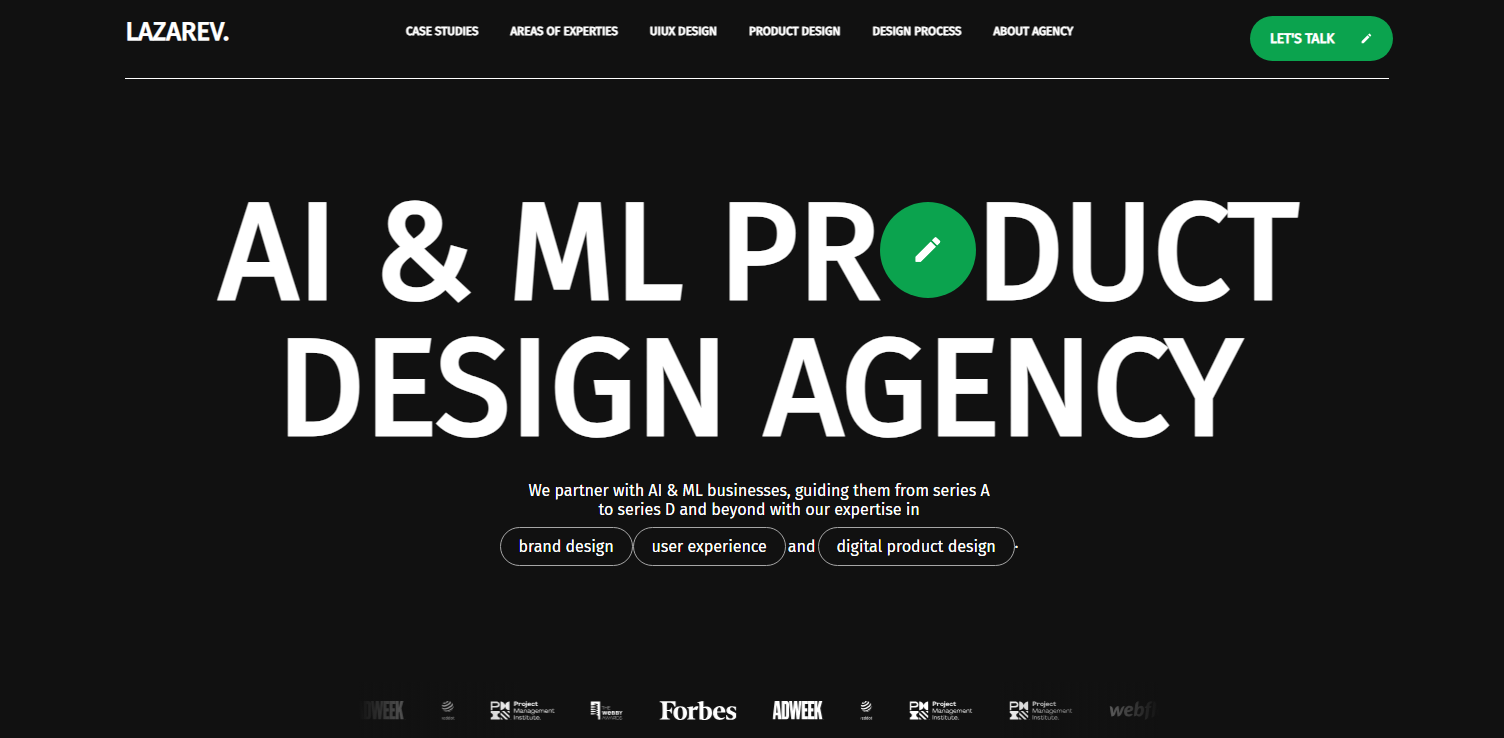 LAZAREV.
CASE STUDIES AREAS OF EXPERTIES UIUX DESIGN PRODUCT DESIGN DESIGN PROCESS ABOUT AGENCY
LET'S TALK
AI & ML PRODUCT
DESIGN AGENCY
We partner with AI & ML businesses, guiding them from series A
to series D and beyond with our expertise in
brand design user experience and digital product design .
ADWEEK
Project
Management
Institute.
THE
WEBBY
AWARDS
Forbes
ADWEEK
Project
Management
Institute.
Project
Management
Institute.